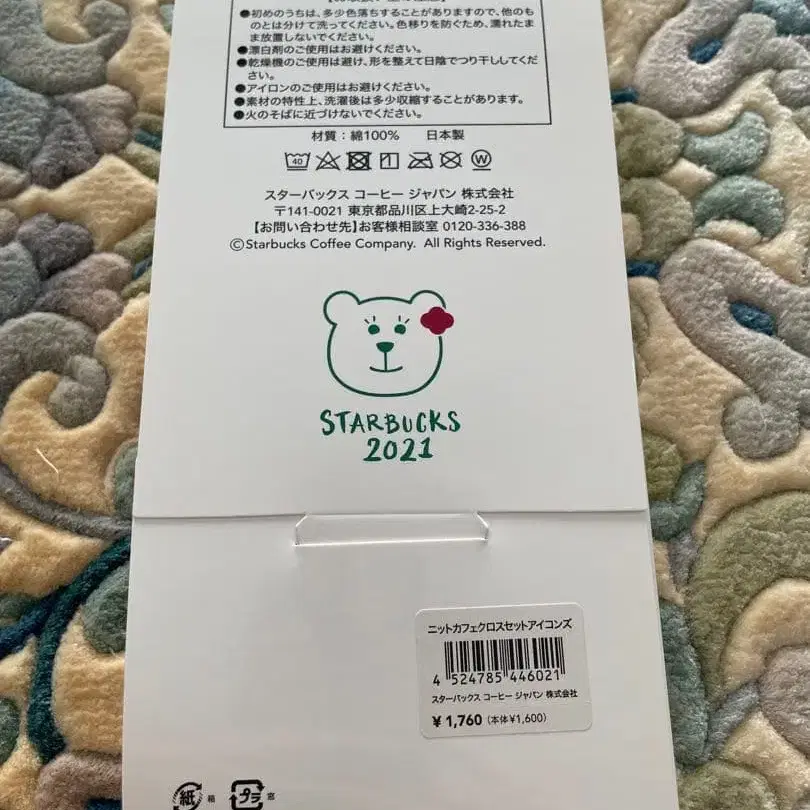 ●初めのうちは、多少色落ちすることがありますので、他のも
のとは分けて洗ってください。色移りを防ぐため、濡れたま
ま放置しないでください。
●漂白剤のご使用はお避けください。
●乾燥機のご使用は避け、形を整えて日陰でつり干ししてくだ
さい。
●アイロンのご使用はお避けください。
●素材の特性上、洗濯後は多少収縮することがあります。
●火のそばに近づけないでください。
材質：綿100% 日本製
40 W
スターバックス コーヒー ジャパン 株式会社
〒141-0021 東京都品川区上大崎2-25-2
【お問い合わせ先】お客様相談室 0120-336-388
©Starbucks Coffee Company. All Rights Reserved.
STARBUCKS
2021
ニットカフェクロスセットアイコンズ
4 524785 446021
スターバックス コーヒー ジャパン 株式会社
¥1,760 (本体¥1,600)
紙 箱 プラ 窓